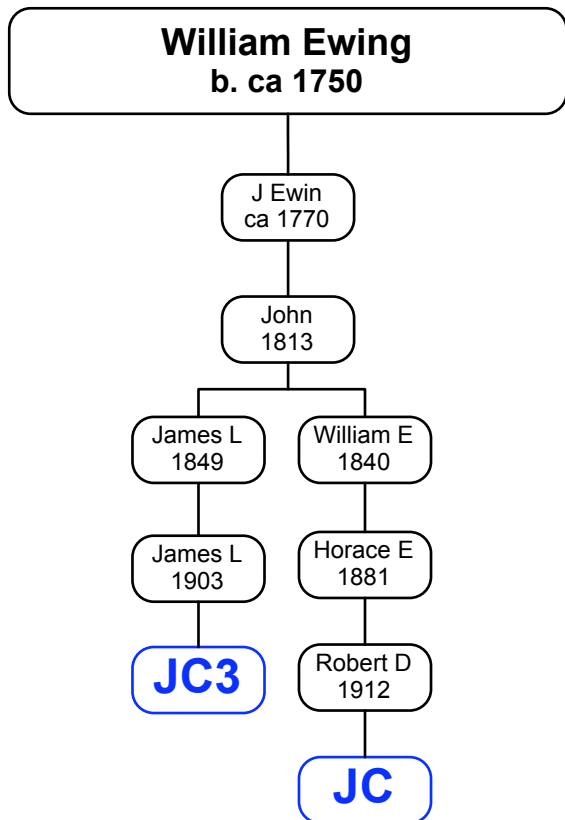 William Ewing
b. ca 1750
J Ewin
ca 1770
John
1813
James L
1849
William E
1840
James L
1903
Horace E
1881
JC3
Robert D
1912
JC